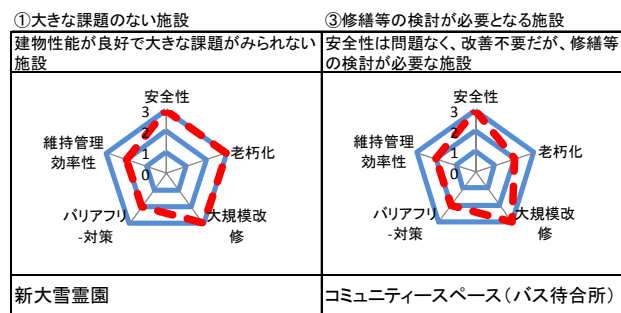 ①大きな課題のない施設
建物性能が良好で大きな課題がみられない
施設
安全性
3
2
1
0
老朽化
大規模改
修
バリアフリ
-対策
維持管理
効率性
新大雪霊園
③修繕等の検討が必要となる施設
安全性は問題なく、改善不要だが、修繕等
の検討が必要な施設
安全性
3
2
1
0
老朽化
大規模改
修
バリアフリ
-対策
維持管理
効率性
コミュニティースペース(バス待合所)